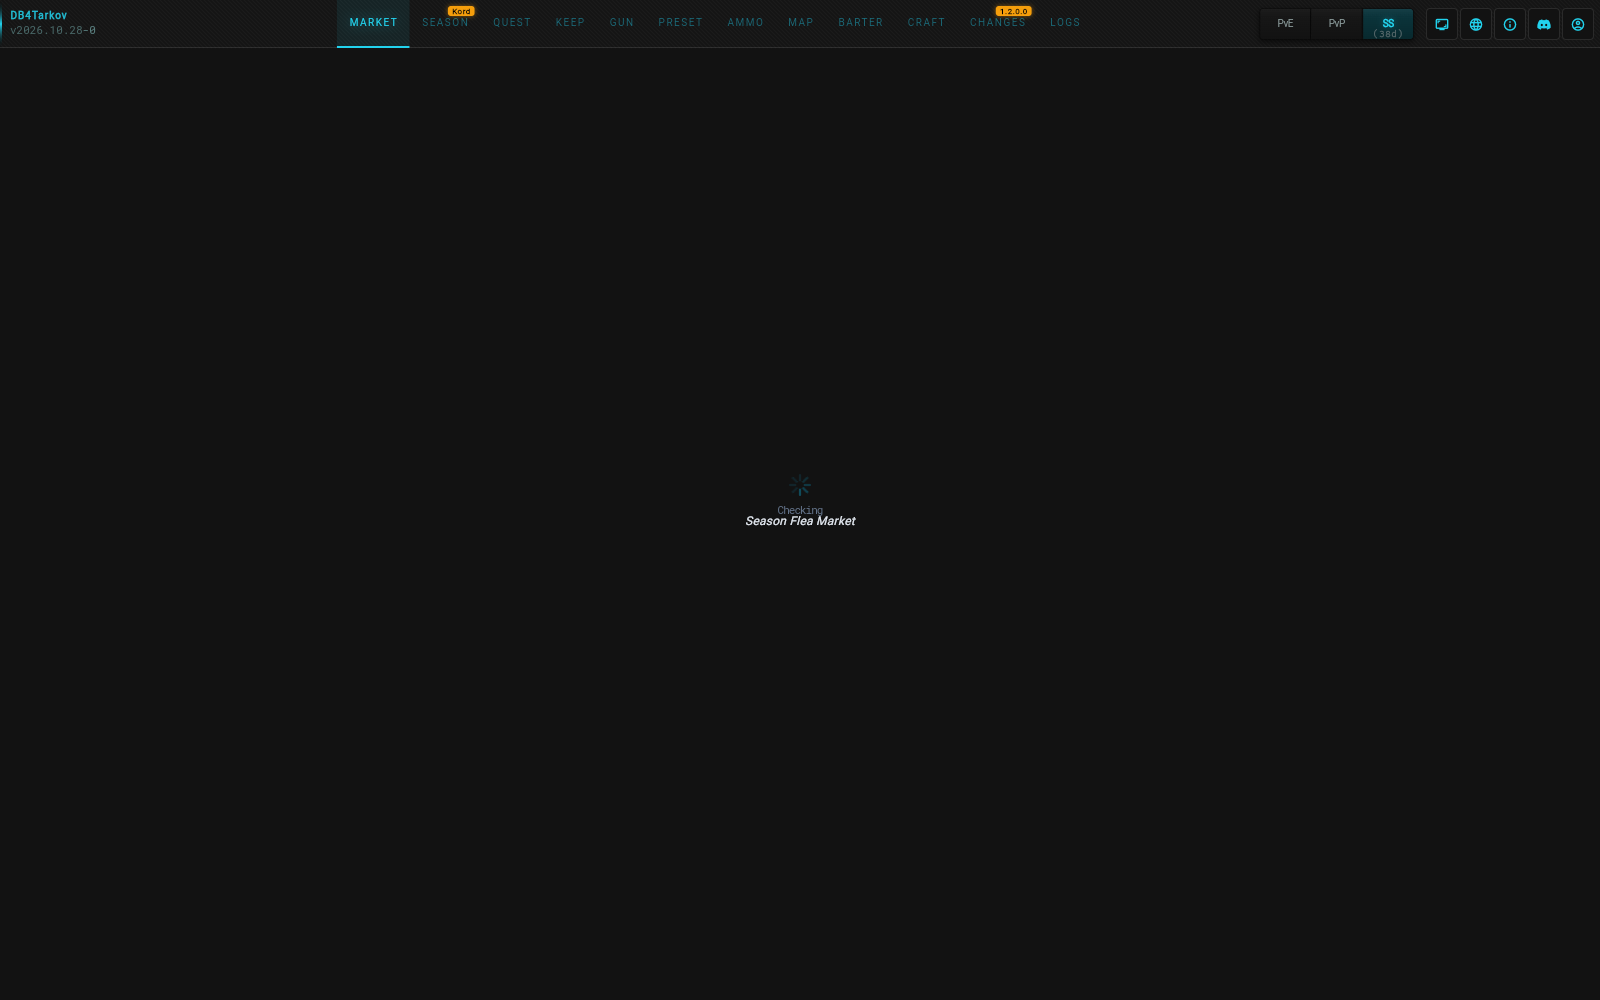 DB4Tarkov
v2026.10.28-0
MARKET
SEASON
Kord
QUEST
KEEP
GUN
PRESET
AMMO
MAP
BARTER
CRAFT
CHANGES
1.2.0.0
LOGS
PvE
PvP
SS
(38d)
Checking
Season Flea Market